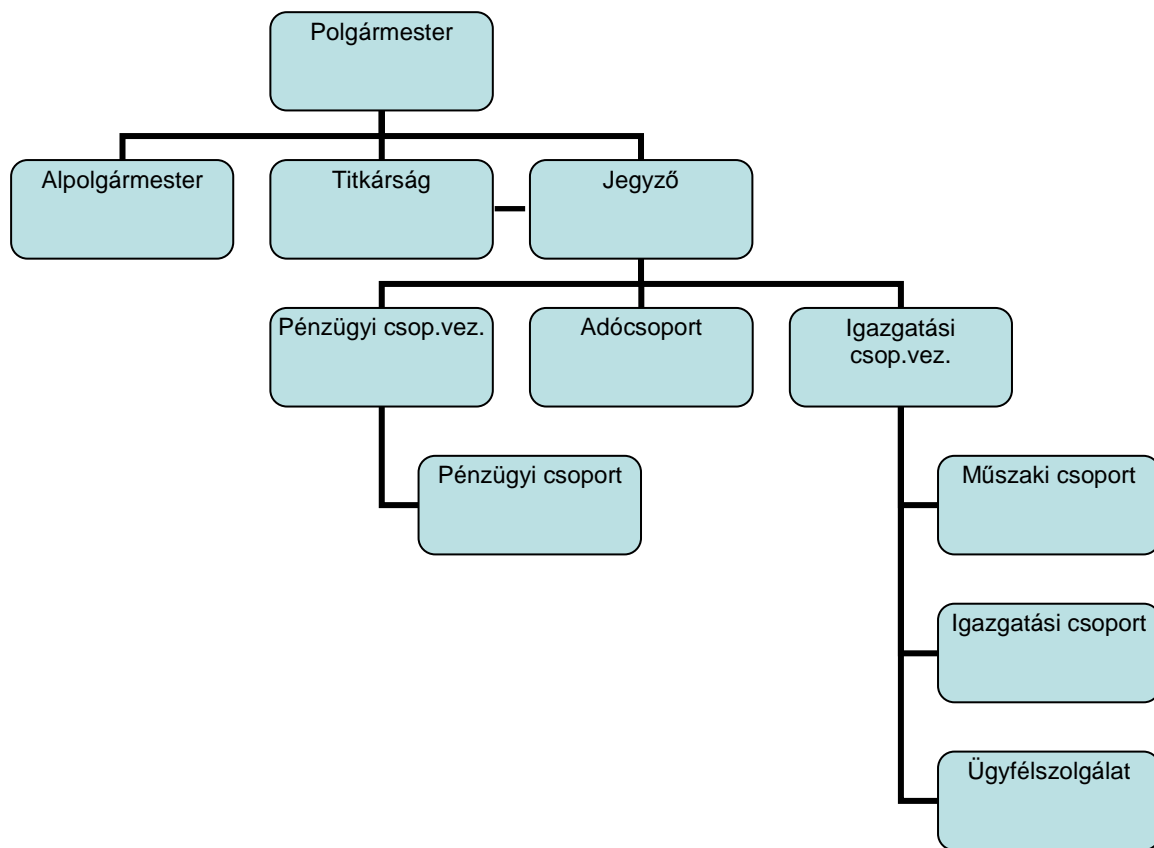 Polgármester
Alpolgármester
Titkárság
Jegyző
Pénzügyi csop.vez.
Adócsoport
Igazgatási
csop.vez.
Pénzügyi csoport
Műszaki csoport
Igazgatási csoport
Ügyfélszolgálat